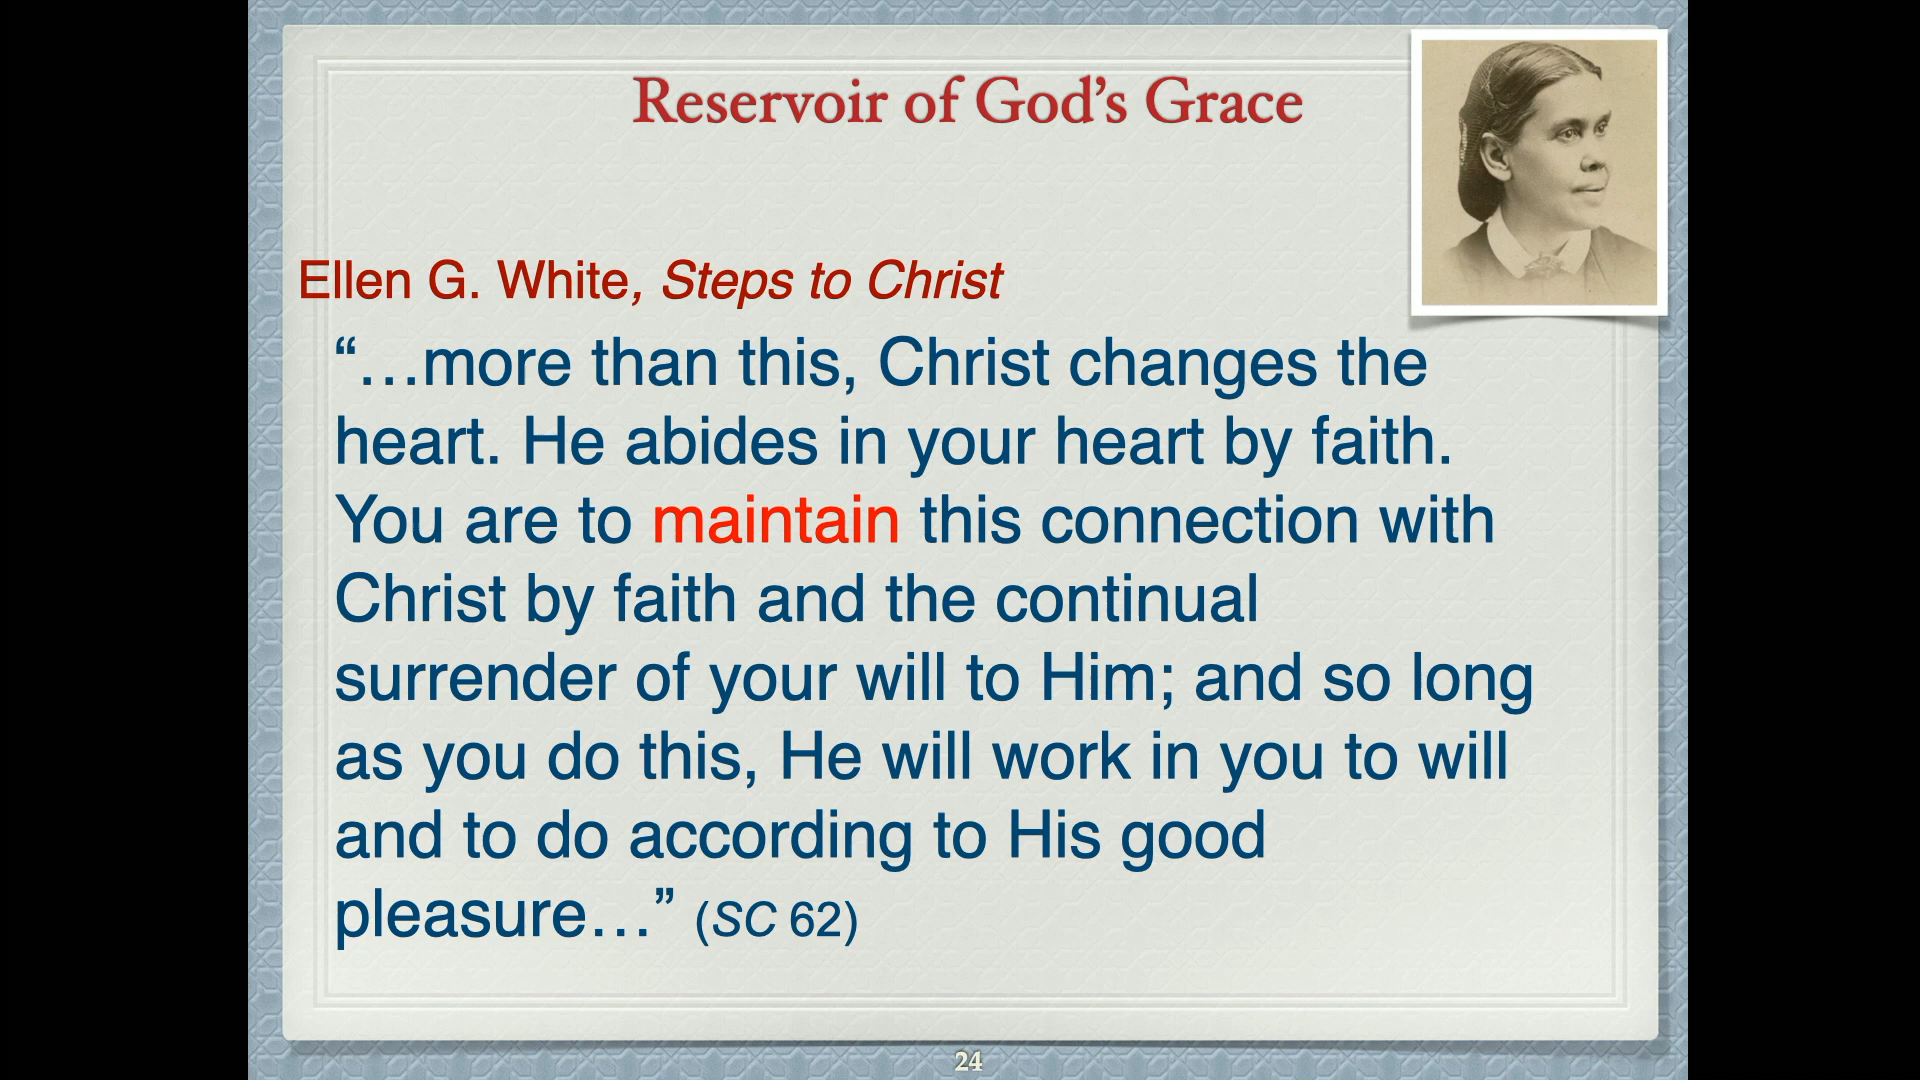 Reservoir of God’s Grace
Ellen G. White, Steps to Christ
“…more than this, Christ changes the
heart. He abides in your heart by faith.
You are to maintain this connection with
Christ by faith and the continual
surrender of your will to Him; and so long
as you do this, He will work in you to will
and to do according to His good
pleasure…” (SC 62)
24